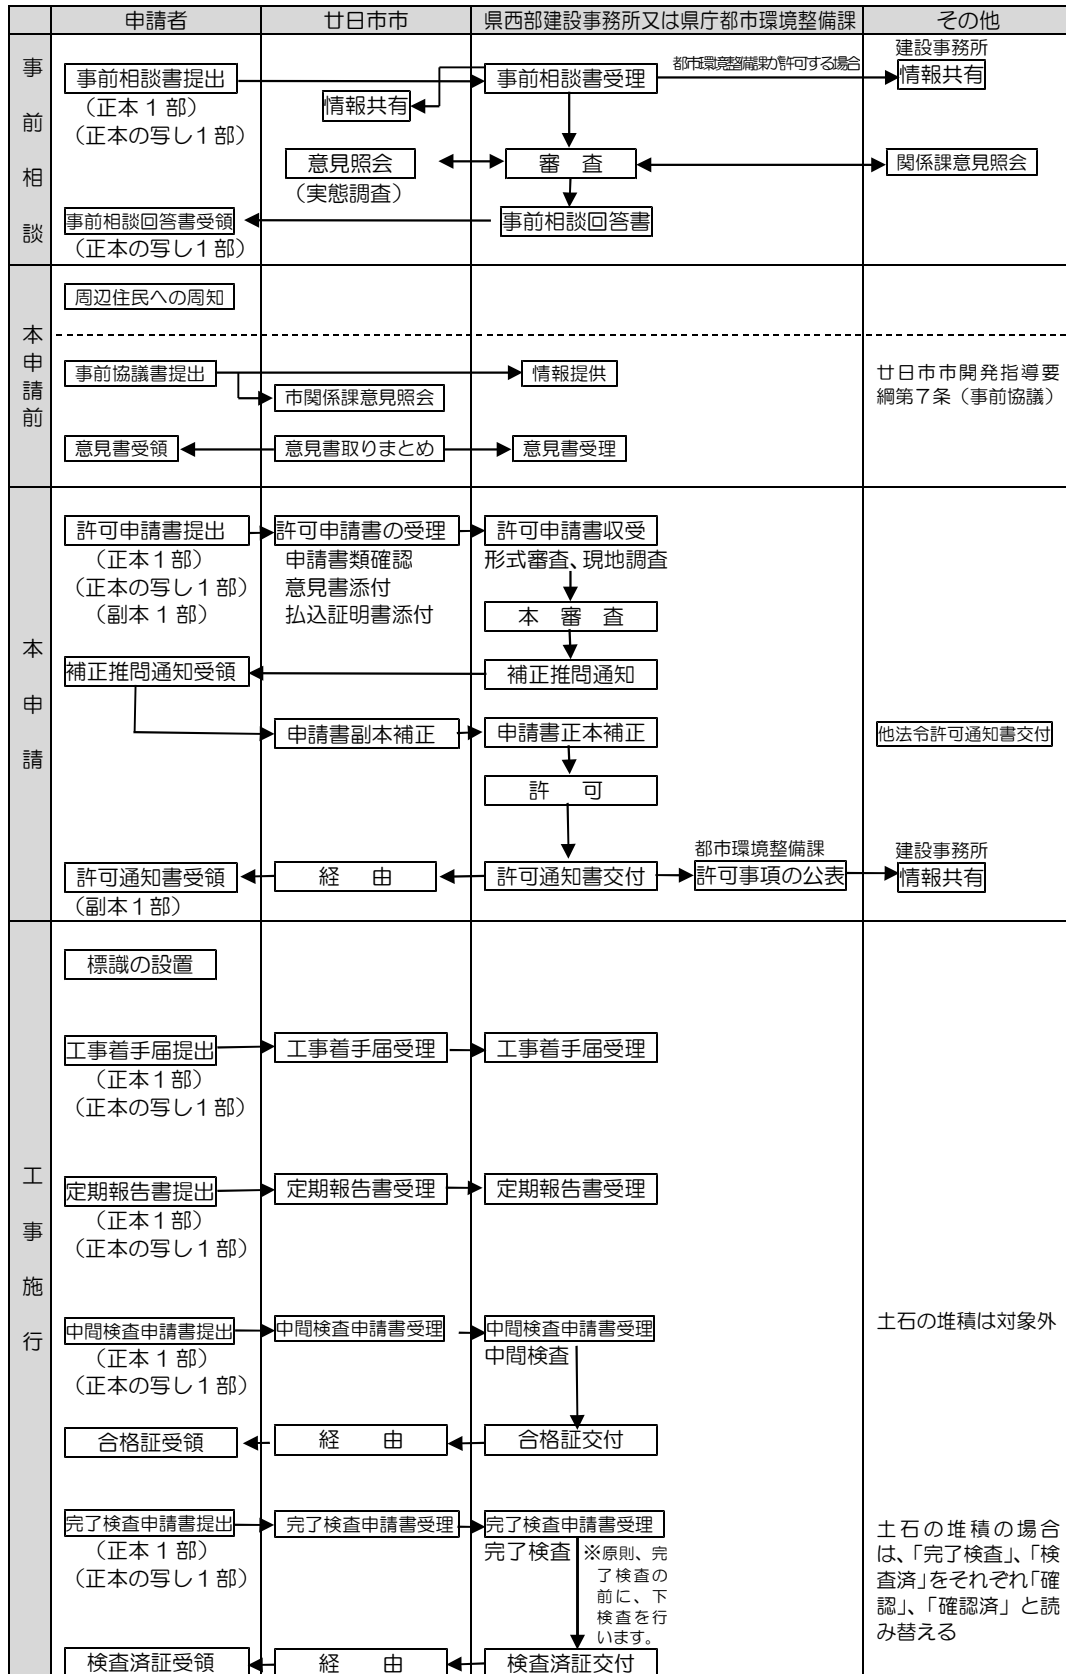 申請者 廿日市市 県西部建設事務所又は県庁都市環境整備課 その他
事前相談
建設事務所
事前相談書提出 事前相談書受理 都市環境整備課が許可する場合 情報共有
（正本１部） 情報共有
（正本の写し１部）
意見照会 審　査 関係課意見照会
（実態調査）
事前相談回答書受領 事前相談回答書
（正本の写し１部）
本申請前
周辺住民への周知
事前協議書提出 情報提供 廿日市市開発指導要
市関係課意見照会 綱第７条（事前協議）
意見書受領 意見書取りまとめ 意見書受理
本申請
許可申請書提出 許可申請書の受理 許可申請書収受
（正本１部） 申請書類確認 形式審査、現地調査
（正本の写し１部） 意見書添付
（副本１部） 払込証明書添付 本　審　査
補正推問通知受領 補正推問通知
申請書副本補正 申請書正本補正 他法令許可通知書交付
許　可
都市環境整備課 建設事務所
許可通知書受領 経　由 許可通知書交付 許可事項の公表 情報共有
（副本１部）
工事施行
標識の設置
工事着手届提出 工事着手届受理 工事着手届受理
（正本１部）
（正本の写し１部）
定期報告書提出 定期報告書受理 定期報告書受理
（正本１部）
（正本の写し１部）
中間検査申請書提出 中間検査申請書受理 中間検査申請書受理 土石の堆積は対象外
（正本１部） 中間検査
（正本の写し１部）
合格証受領 経　由 合格証交付
完了検査申請書提出 完了検査申請書受理 完了検査申請書受理
（正本１部） 完了検査
（正本の写し１部）
※原則、完
了検査の
前に、下
検査を行
います。
土石の堆積の場合
は、「完了検査」、「検
査済」をそれぞれ「確
認」、「確認済」と読
み替える
検査済証受領 経　由 検査済証交付